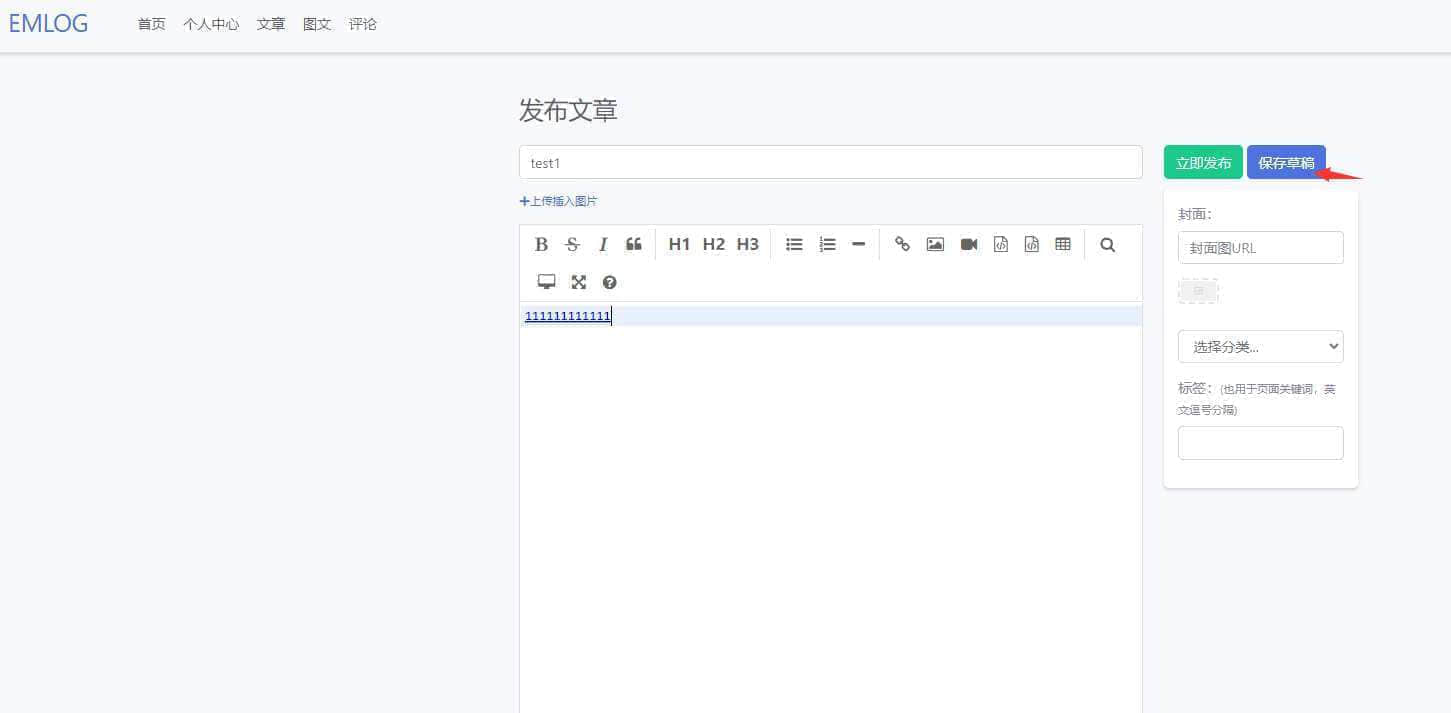 EMLOG 首页 个人中心 文章 图文 评论
发布文章
test1
立即发布 保存草稿
+上传插入图片
B S I H1 H2 H3
111111111111
封面：
封面图URL
选择分类...
标签：(也用于页面关键词，英
文逗号分隔)